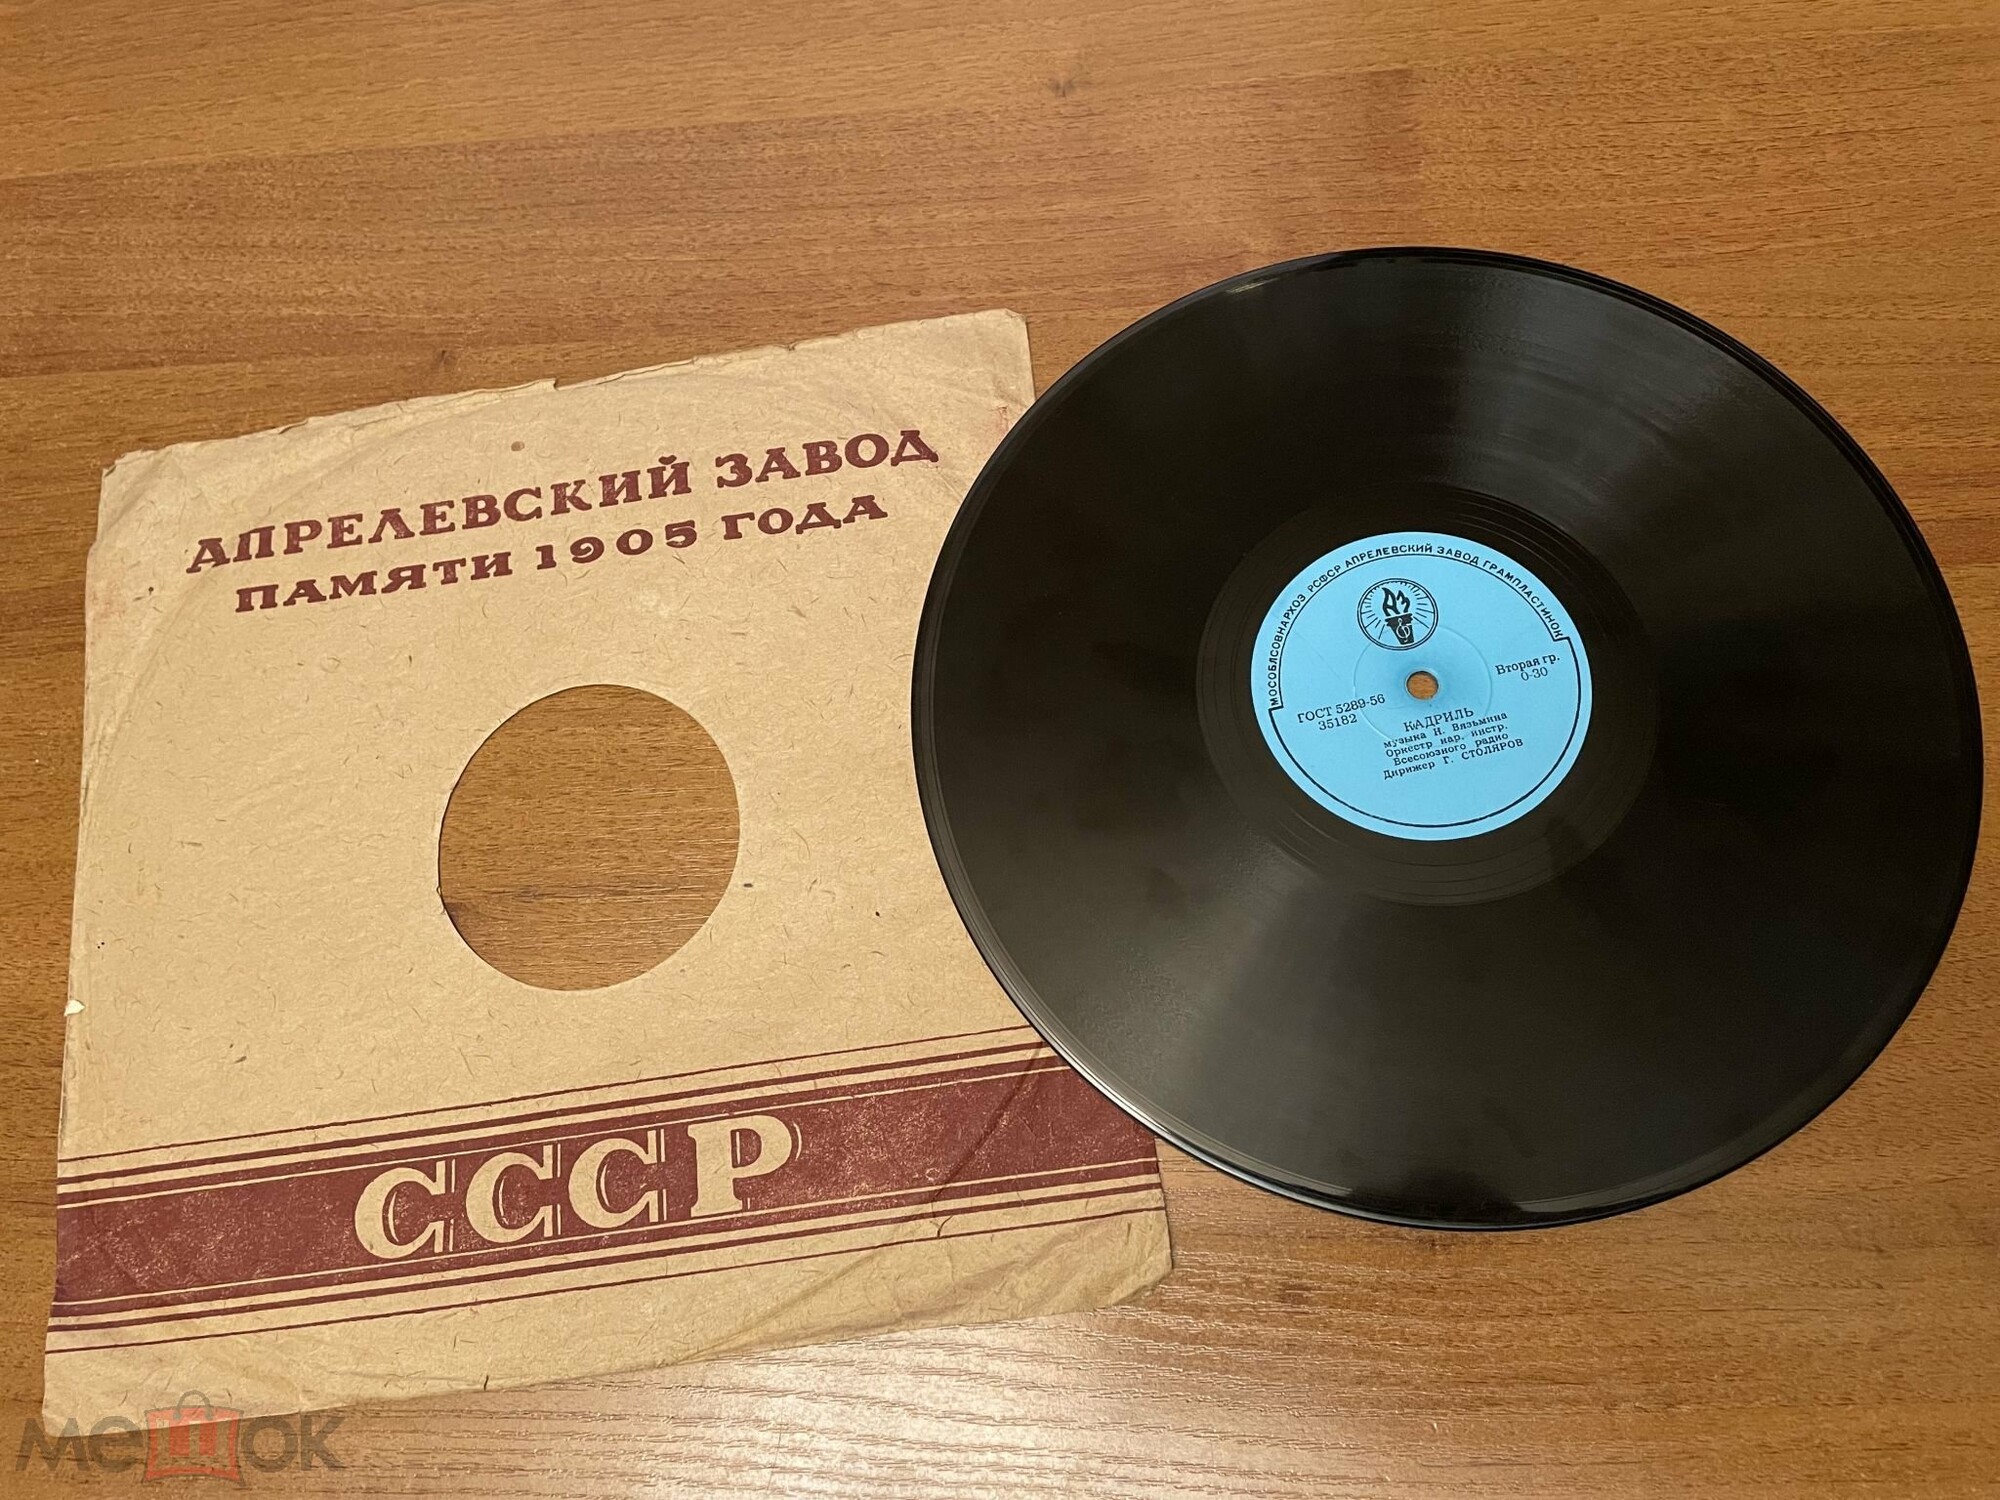 АПРЕЛЕВСКИЙ ЗАВОД
ПАМЯТИ 1905 ГОДА
СССР
МОСОБЛСОВНАРХОЗ РСФСР АПРЕЛЕВСКИЙ ЗАВОД ГРАМПЛАСТИНОК
АЗ
ГОСТ 5289-56
35182
Вторая гр.
0-30
КАДРИЛЬ
музыка Н. Вязьмина
Оркестр нар. инстр.
Всесоюзного радио
Дирижер Г. СТОЛЯРОВ
мешок